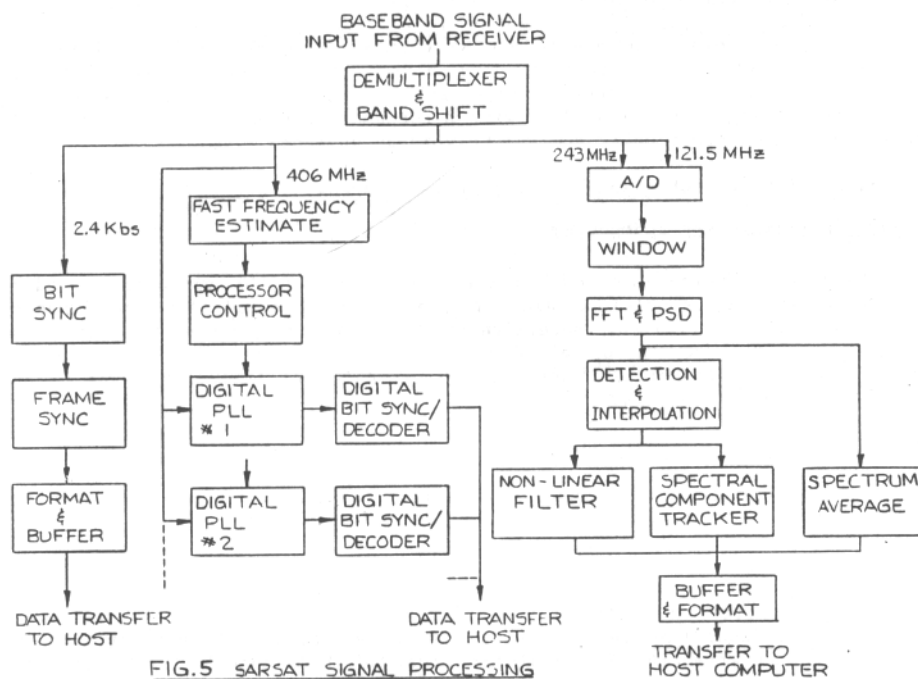 BASEBAND SIGNAL
INPUT FROM RECEIVER
DEMULTIPLEXER
&
BAND SHIFT
243 MHz
121.5 MHz
406 MHz
2.4 Kbs
BIT
SYNC
FRAME
SYNC
FORMAT
&
BUFFER
DATA TRANSFER
TO HOST
FAST FREQUENCY
ESTIMATE
PROCESSOR
CONTROL
DIGITAL
PLL
# 1
DIGITAL
BIT SYNC/
DECODER
DIGITAL
PLL
#2
DIGITAL
BIT SYNC/
DECODER
DATA TRANSFER
TO HOST
A/D
WINDOW
FFT & PSD
DETECTION
&
INTERPOLATION
NON-LINEAR
FILTER
SPECTRAL
COMPONENT
TRACKER
SPECTRUM
AVERAGE
BUFFER
& FORMAT
TRANSFER TO
HOST COMPUTER
FIG.5 SARSAT SIGNAL PROCESSING